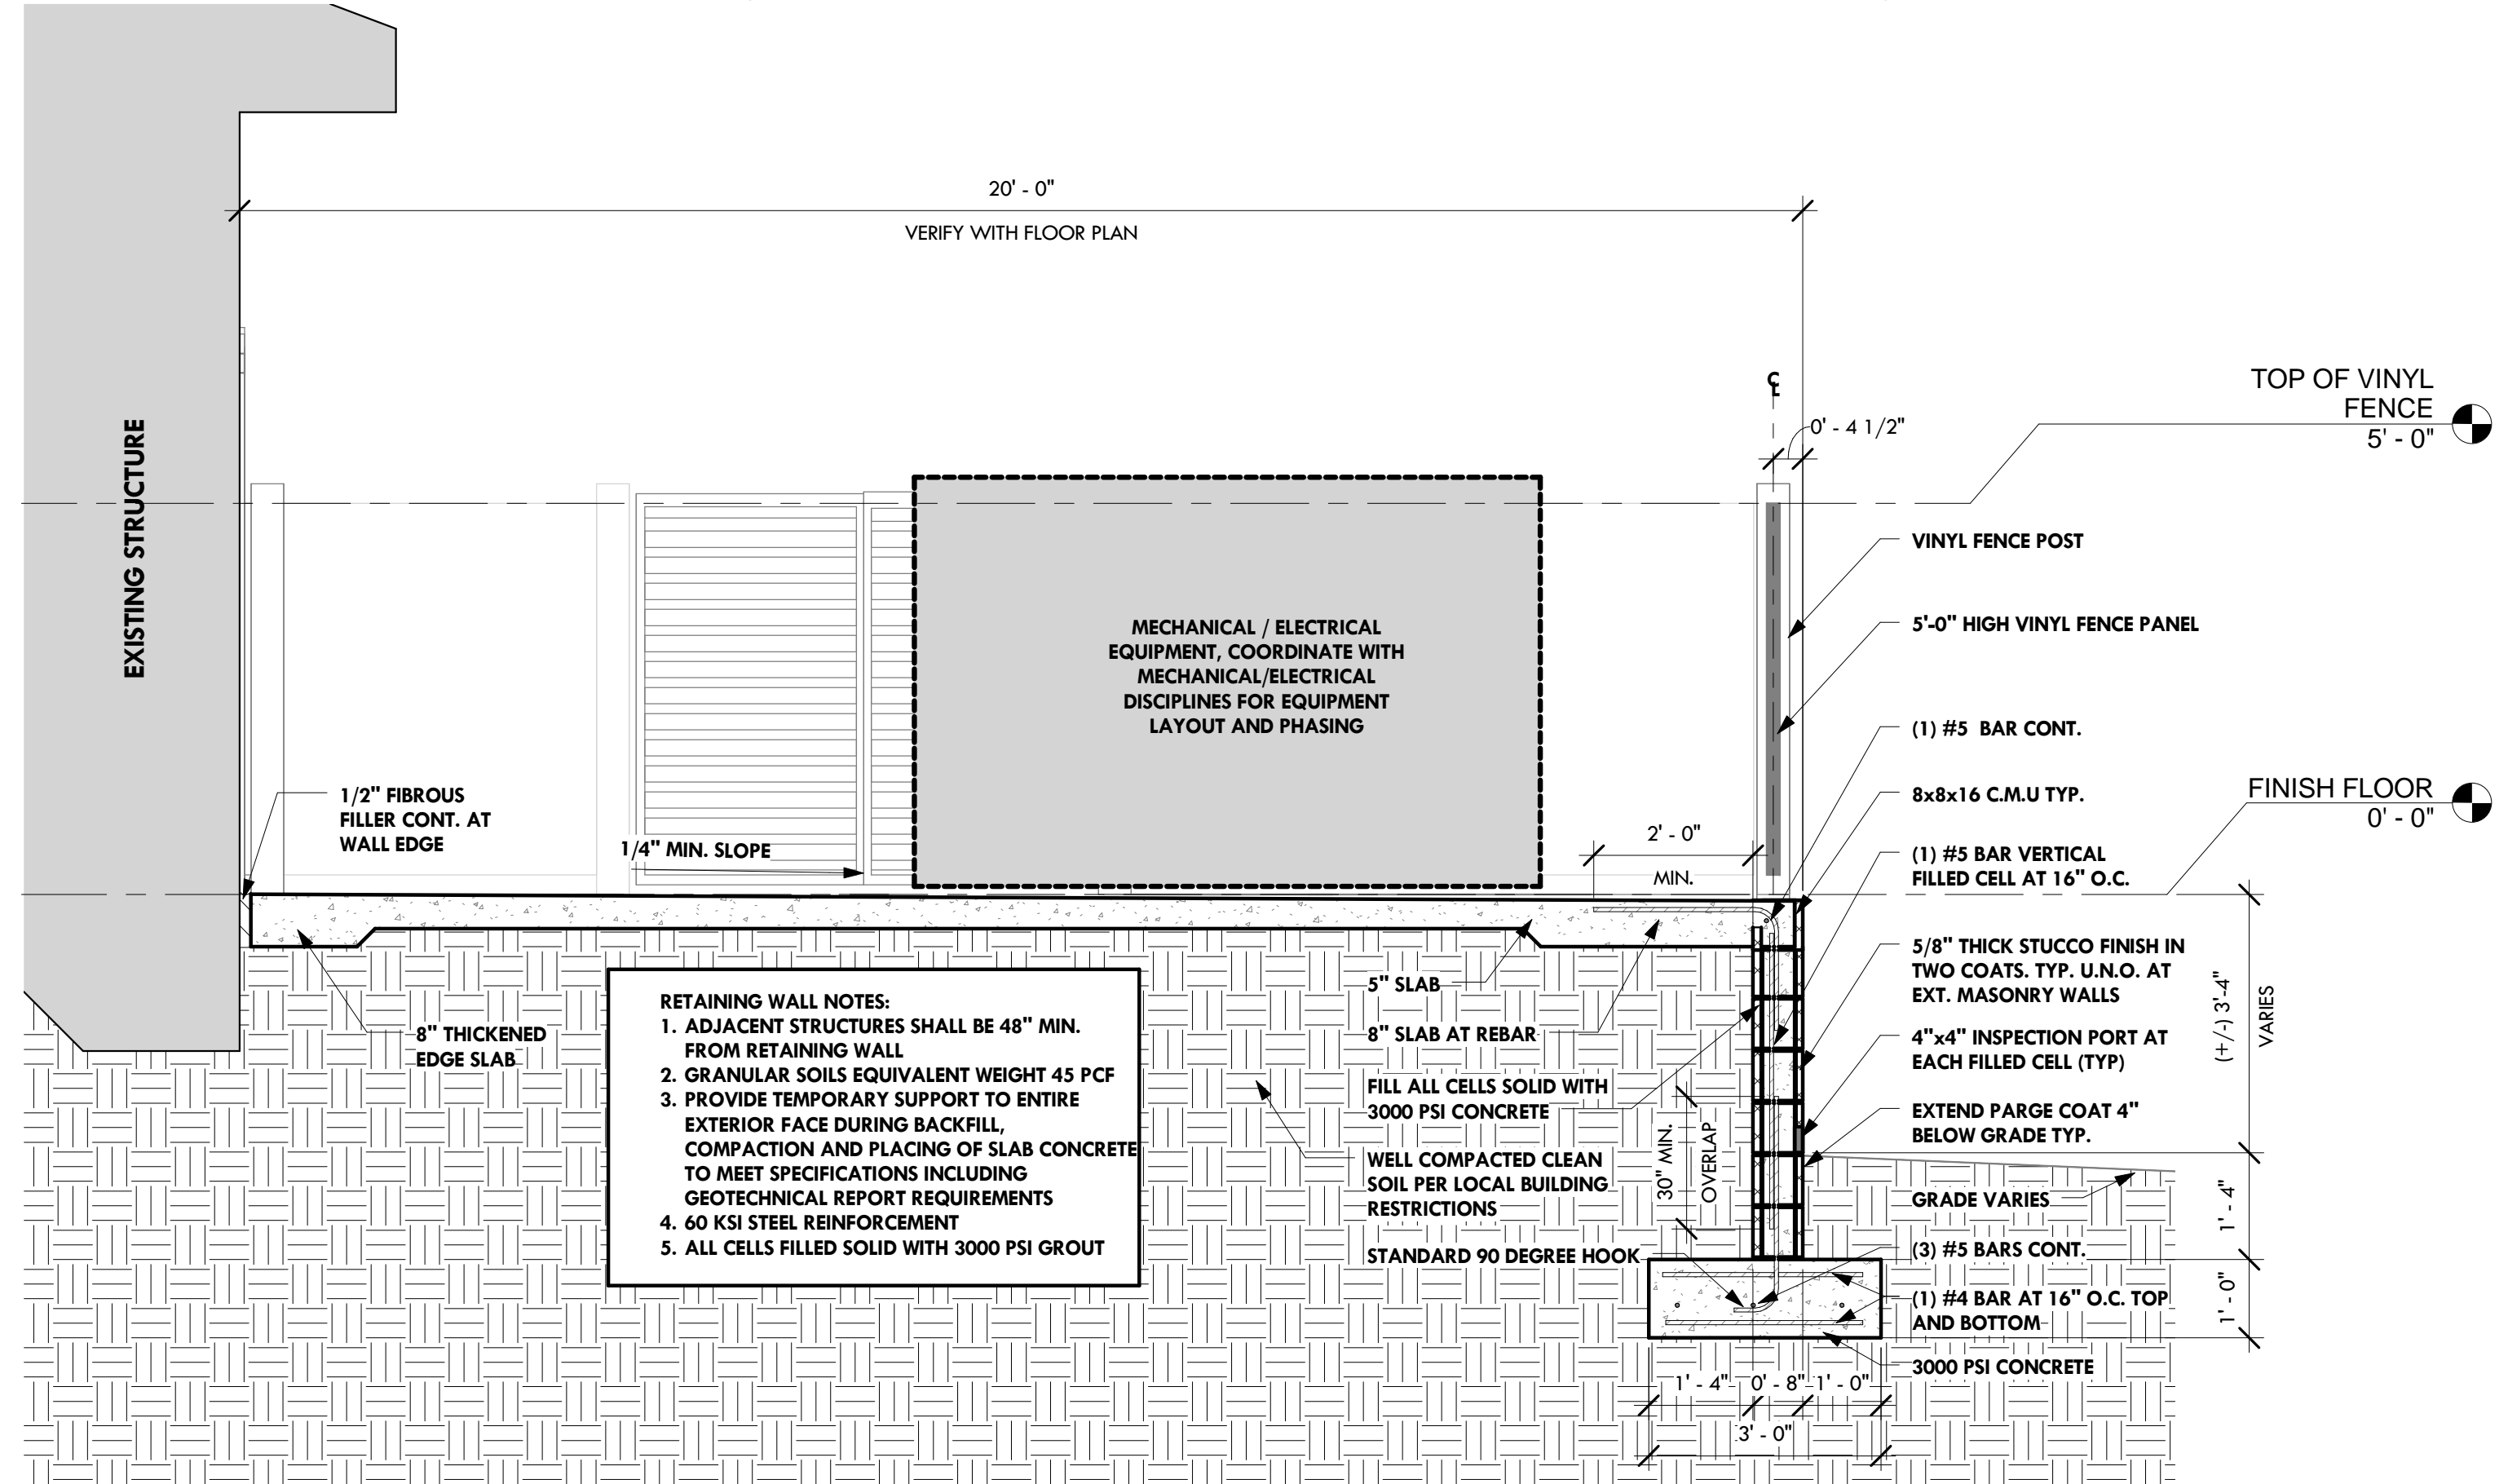 20' - 0"
VERIFY WITH FLOOR PLAN
EXISTING STRUCTURE
℄
0' - 4 1/2"
TOP OF VINYL
FENCE
5' - 0"
VINYL FENCE POST
5'-0" HIGH VINYL FENCE PANEL
MECHANICAL / ELECTRICAL
EQUIPMENT, COORDINATE WITH
MECHANICAL/ELECTRICAL
DISCIPLINES FOR EQUIPMENT
LAYOUT AND PHASING
(1) #5 BAR CONT.
8x8x16 C.M.U TYP.
FINISH FLOOR
0' - 0"
1/2" FIBROUS
FILLER CONT. AT
WALL EDGE
1/4" MIN. SLOPE
2' - 0"
MIN.
(1) #5 BAR VERTICAL
FILLED CELL AT 16" O.C.
5/8" THICK STUCCO FINISH IN
TWO COATS. TYP. U.N.O. AT
EXT. MASONRY WALLS
4"x4" INSPECTION PORT AT
EACH FILLED CELL (TYP)
EXTEND PARGE COAT 4"
BELOW GRADE TYP.
(+/-) 3'-4"
VARIES
8" THICKENED
EDGE SLAB
RETAINING WALL NOTES:
1. ADJACENT STRUCTURES SHALL BE 48" MIN.
FROM RETAINING WALL
2. GRANULAR SOILS EQUIVALENT WEIGHT 45 PCF
3. PROVIDE TEMPORARY SUPPORT TO ENTIRE
EXTERIOR FACE DURING BACKFILL,
COMPACTION AND PLACING OF SLAB CONCRETE
TO MEET SPECIFICATIONS INCLUDING
GEOTECHNICAL REPORT REQUIREMENTS
4. 60 KSI STEEL REINFORCEMENT
5. ALL CELLS FILLED SOLID WITH 3000 PSI GROUT
5" SLAB
8" SLAB AT REBAR
FILL ALL CELLS SOLID WITH
3000 PSI CONCRETE
WELL COMPACTED CLEAN
SOIL PER LOCAL BUILDING
RESTRICTIONS
STANDARD 90 DEGREE HOOK
30" MIN.
OVERLAP
GRADE VARIES
1' - 4"
(3) #5 BARS CONT.
(1) #4 BAR AT 16" O.C. TOP
AND BOTTOM
1' - 0"
3000 PSI CONCRETE
1' - 4" 0' - 8" 1' - 0"
3' - 0"